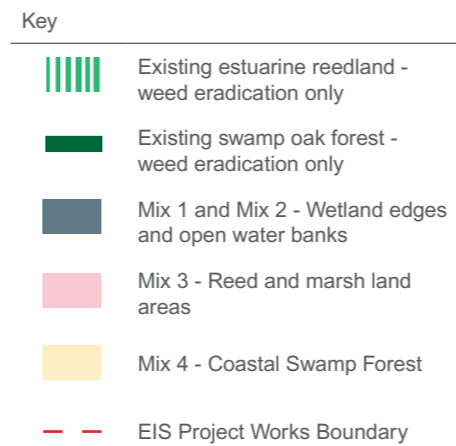 Key
Existing estuarine reedland -
weed eradication only
Existing swamp oak forest -
weed eradication only
Mix 1 and Mix 2 - Wetland edges
and open water banks
Mix 3 - Reed and marsh land
areas
Mix 4 - Coastal Swamp Forest
EIS Project Works Boundary